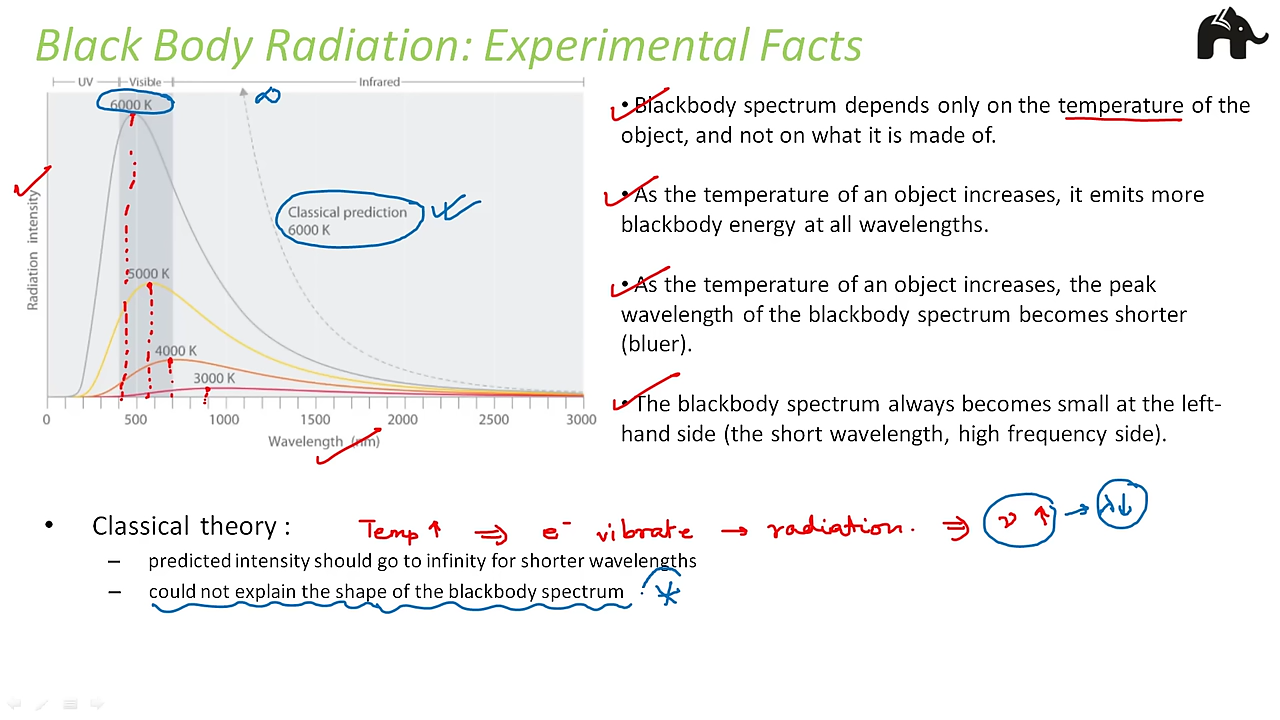 Black Body Radiation: Experimental Facts
UV Visible Infrared
6000 K
∞
Classical prediction
6000 K
5000 K
4000 K
3000 K
Radiation intensity
0 500 1000 1500 2000 2500 3000
Wavelength (nm)
• Blackbody spectrum depends only on the temperature of the
object, and not on what it is made of.
• As the temperature of an object increases, it emits more
blackbody energy at all wavelengths.
• As the temperature of an object increases, the peak
wavelength of the blackbody spectrum becomes shorter
(bluer).
• The blackbody spectrum always becomes small at the left-
hand side (the short wavelength, high frequency side).
• Classical theory : Temp ↑ ⇒ e⁻ vibrate → radiation. ⇒ ν ↑ → λ↓
– predicted intensity should go to infinity for shorter wavelengths
– could not explain the shape of the blackbody spectrum . *